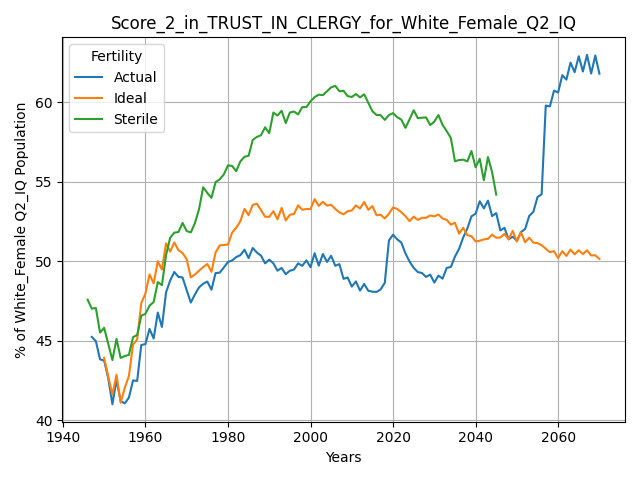 Score_2_in_TRUST_IN_CLERGY_for_White_Female_Q2_IQ
Fertility
Actual
Ideal
Sterile
% of White_Female Q2_IQ Population
60
55
50
45
40
1940 1960 1980 2000 2020 2040 2060
Years